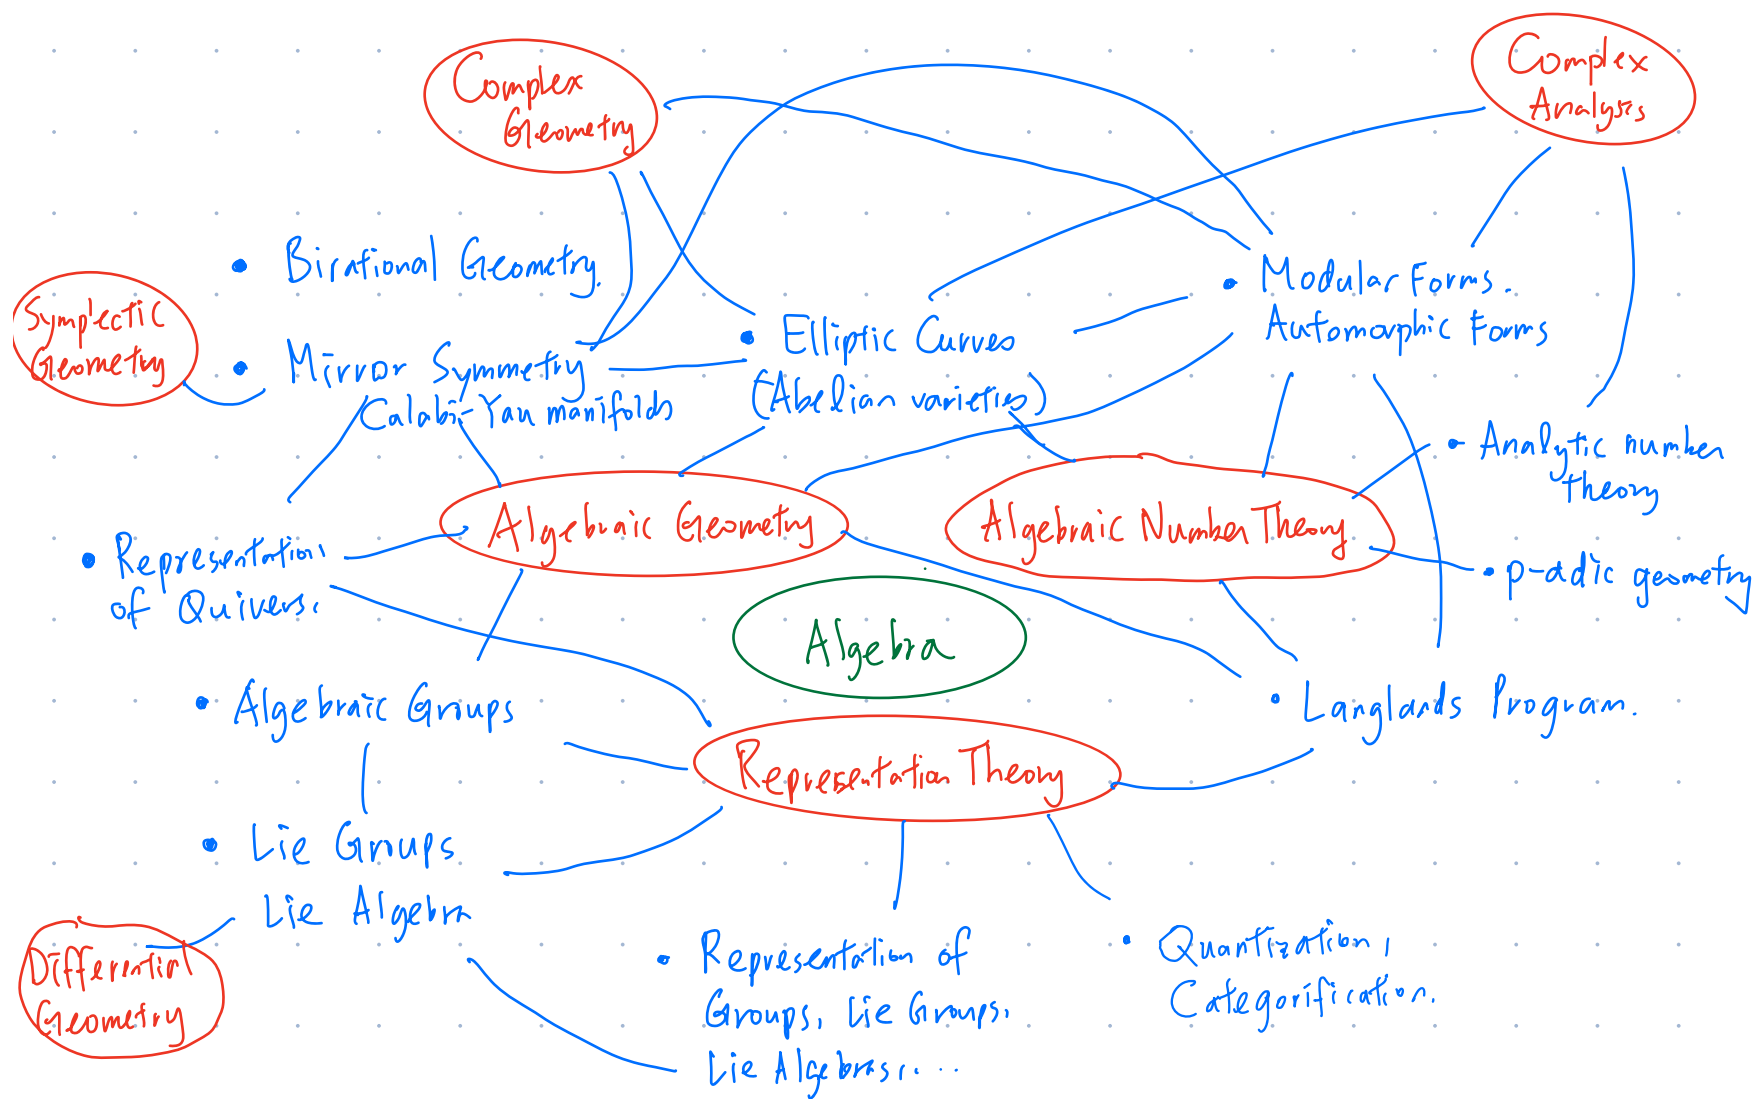 Complex
Geometry
Complex
Analysis
• Birational Geometry.
• Modular Forms.
Automorphic Forms
Symplectic
Geometry
• Mirror Symmetry
Calabi-Yau manifolds
• Elliptic Curves
(Abelian varieties)
• Analytic number
theory
Algebraic Geometry
Algebraic Number Theory
• Representation,
of Quivers.
• p-adic geometry
Algebra
• Algebraic Groups
• Langlands Program.
Representation Theory
• Lie Groups
Lie Algebra
Differential
Geometry
• Representation of
Groups, Lie Groups,
Lie Algebras,....
• Quantization,
Categorification.